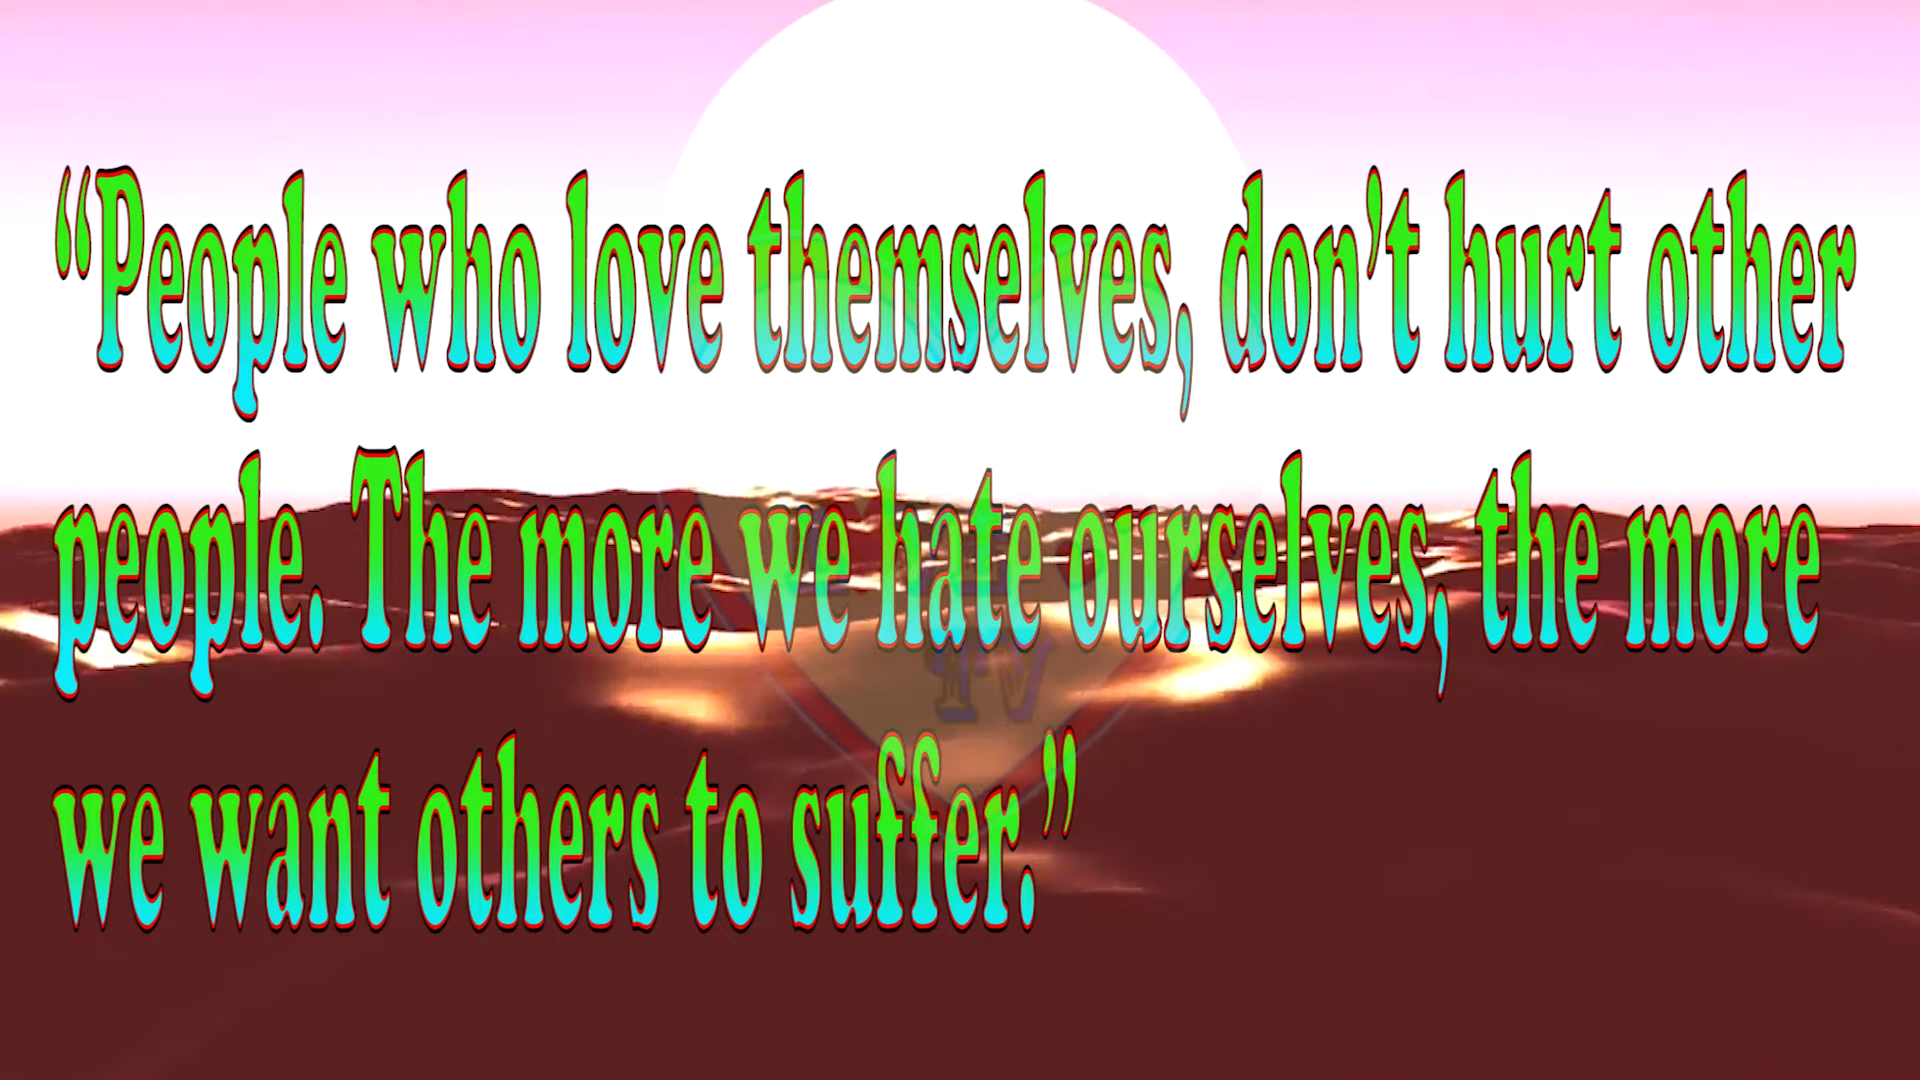 “People who love themselves, don’t hurt other
people. The more we hate ourselves, the more
we want others to suffer.”
TV